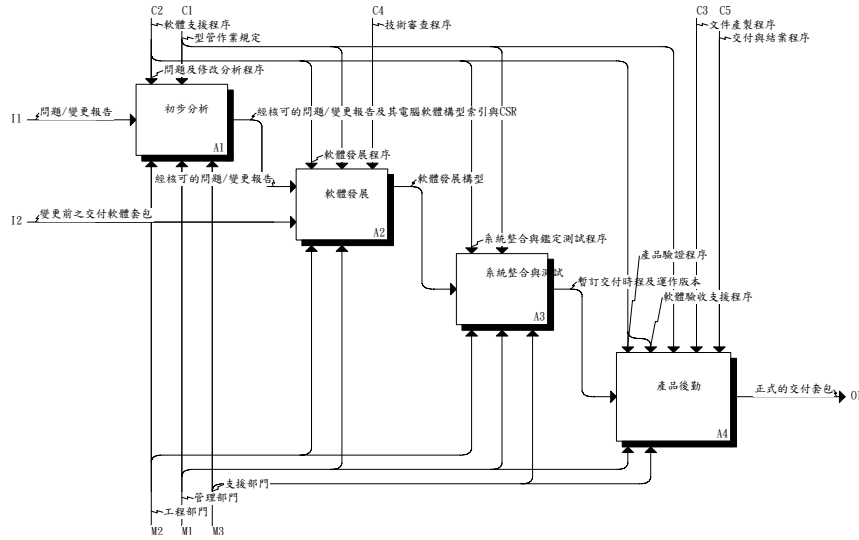 C2
C1
C4
C3
C5
軟體支援程序
型管作業規定
技術審查程序
文件產製程序
交付與結案程序
問題及修改分析程序
I1
問題/變更報告
初步分析
A1
經核可的問題/變更報告及其電腦軟體構型索引與CSR
軟體發展程序
經核可的問題/變更報告
軟體發展
A2
軟體發展構型
I2
變更前之交付軟體套包
系統整合與鑑定測試程序
產品驗證程序
系統整合與測試
A3
暫訂交付時程及運作版本
軟體驗收支援程序
產品後勤
A4
正式的交付套包
O1
支援部門
管理部門
工程部門
M2
M1
M3